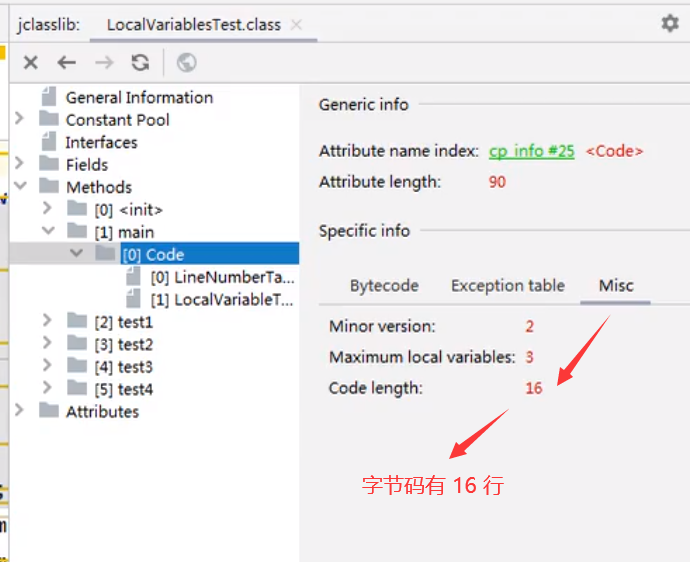 jclasslib: LocalVariablesTest.class
General Information
Constant Pool
Interfaces
Fields
Methods
[0] <init>
[1] main
[0] Code
[0] LineNumberTa...
[1] LocalVariableT...
[2] test1
[3] test2
[4] test3
[5] test4
Attributes
Generic info
Attribute name index: cp_info #25 <Code>
Attribute length: 90
Specific info
Bytecode Exception table Misc
Minor version: 2
Maximum local variables: 3
Code length: 16
字节码有 16 行